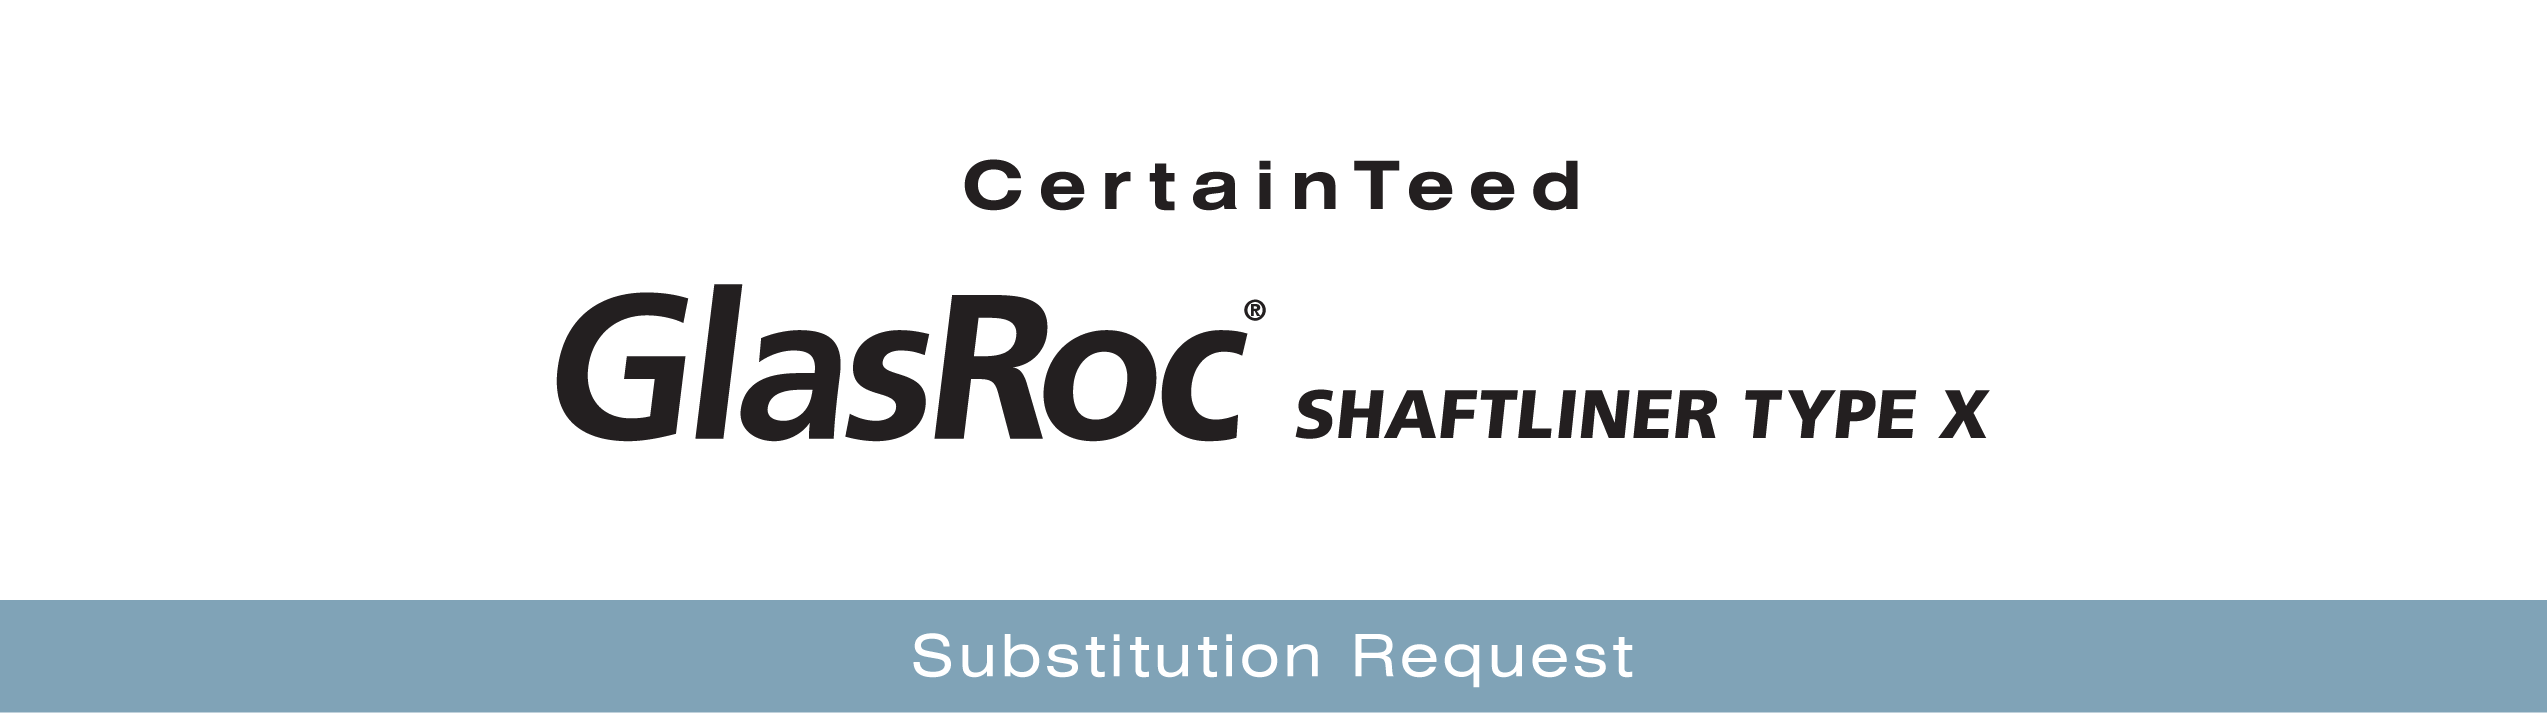 CertainTeed
GlasRoc® SHAFTLINER TYPE X
Substitution Request